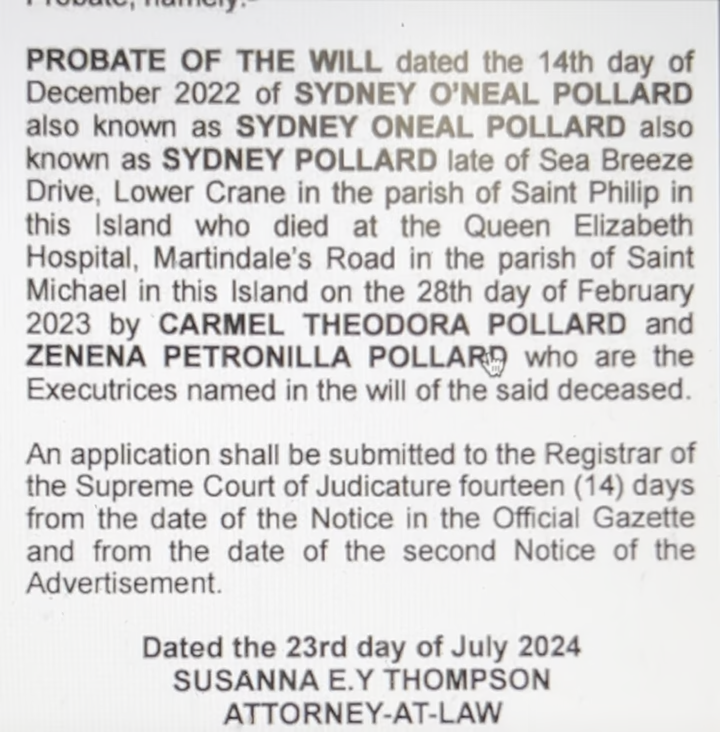 Probate, namely:-
PROBATE OF THE WILL dated the 14th day of
December 2022 of SYDNEY O'NEAL POLLARD
also known as SYDNEY ONEAL POLLARD also
known as SYDNEY POLLARD late of Sea Breeze
Drive, Lower Crane in the parish of Saint Philip in
this Island who died at the Queen Elizabeth
Hospital, Martindale's Road in the parish of Saint
Michael in this Island on the 28th day of February
2023 by CARMEL THEODORA POLLARD and
ZENENA PETRONILLA POLLARD who are the
Executrices named in the will of the said deceased.
An application shall be submitted to the Registrar of
the Supreme Court of Judicature fourteen (14) days
from the date of the Notice in the Official Gazette
and from the date of the second Notice of the
Advertisement.
Dated the 23rd day of July 2024
SUSANNA E.Y THOMPSON
ATTORNEY-AT-LAW